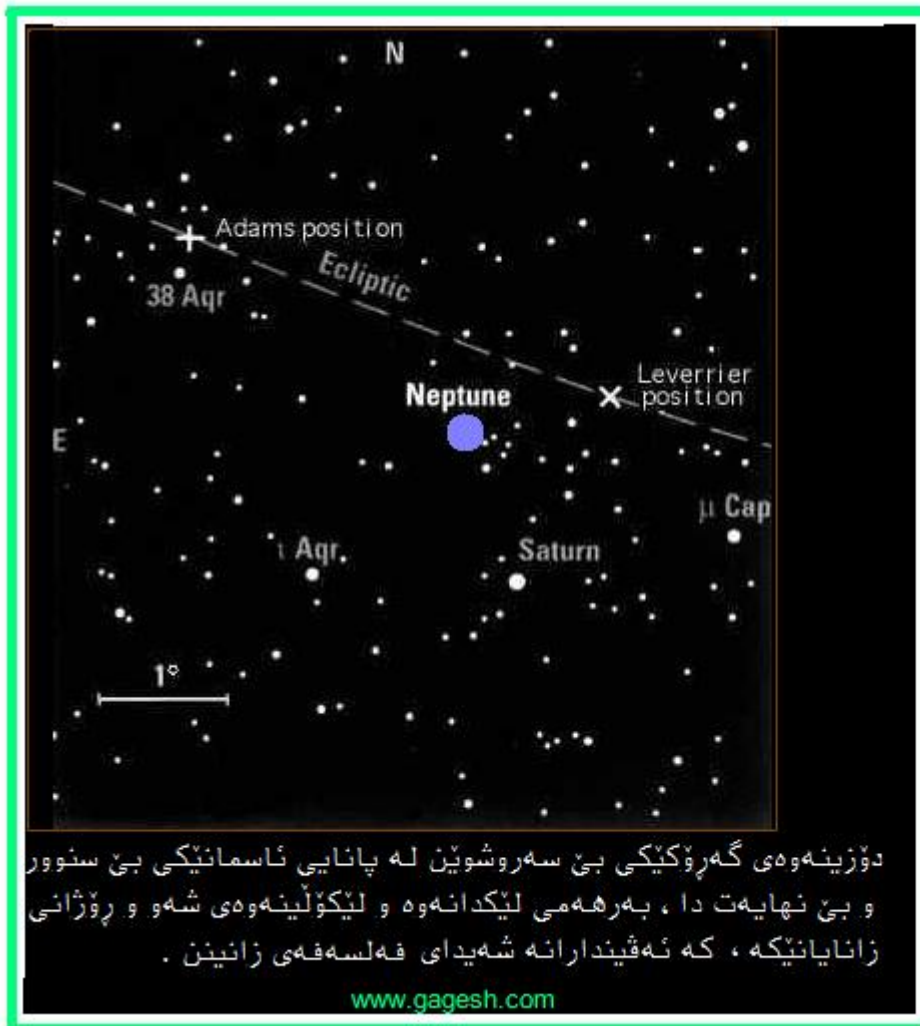 N
Adams position
Ecliptic
38 Aqr
Leverrier
position
Neptune
E
μ Cap
ι Aqr
Saturn
1°
دۆزینەوەی گەڕۆکێکی بێ سەروشوێن لە پانایی ئاسمانێکی بێ سنوور
و بێ نهایەت دا ، بەرهەمی لێکدانەوە و لێکۆڵینەوەی شەو و ڕۆژانی
زانایانێکە ، کە ئەڤیندارانە شەیدای فەلسەفەی زانینن .
www.gagesh.com